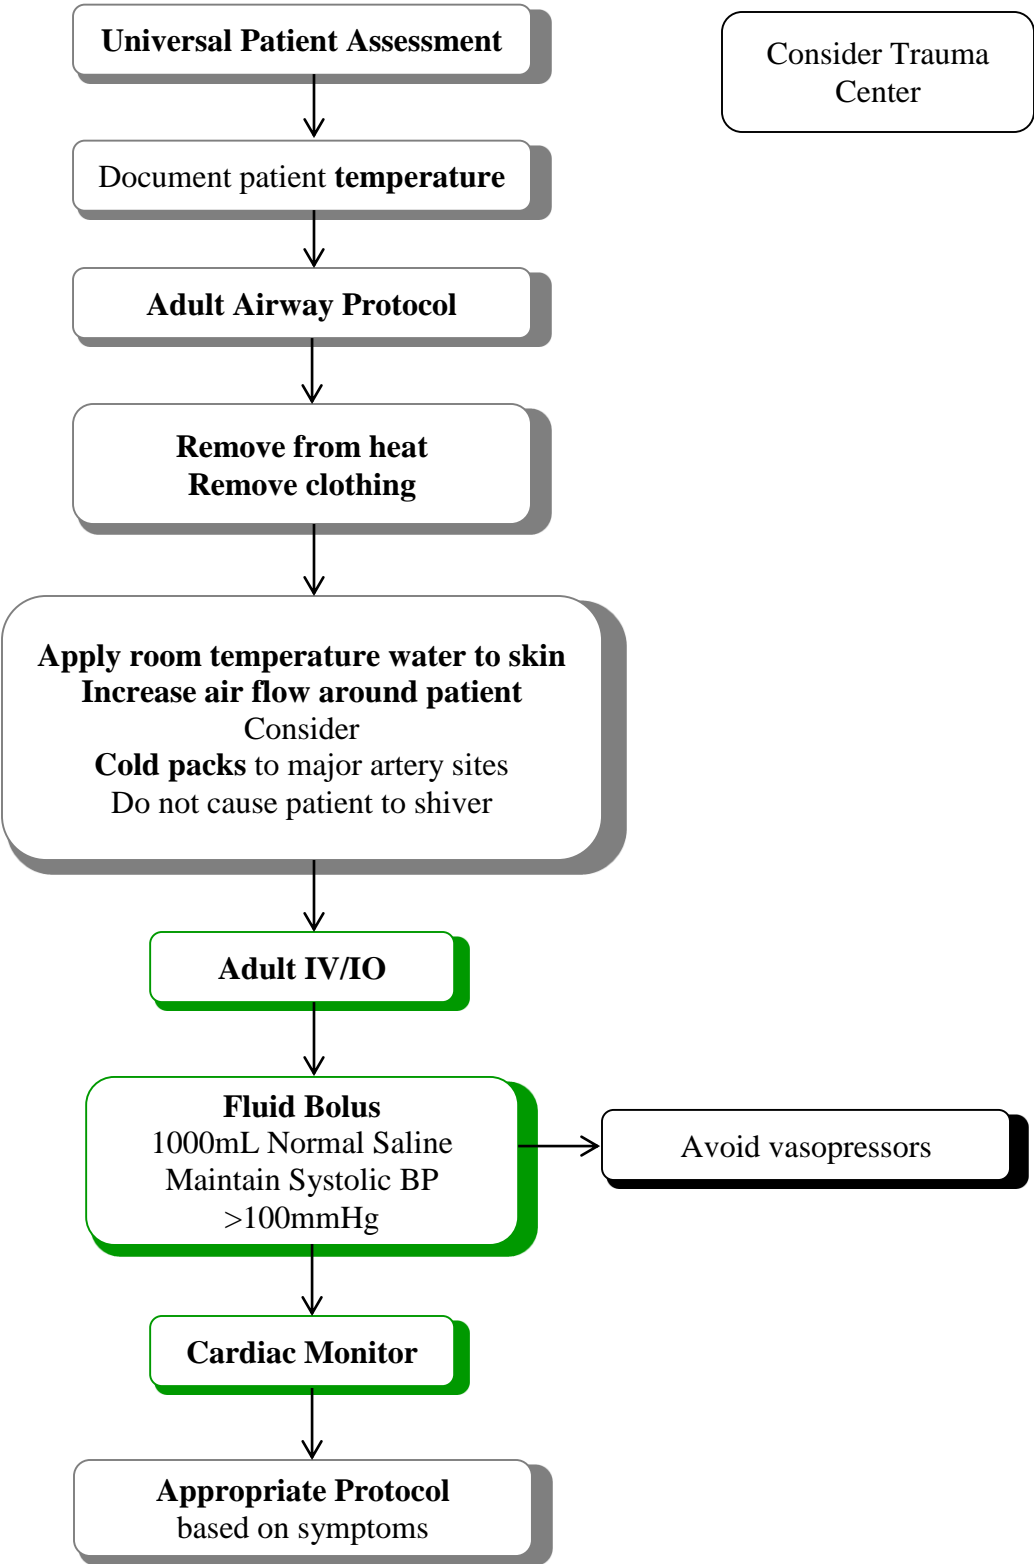 Universal Patient Assessment
Consider Trauma
Center
Document patient temperature
Adult Airway Protocol
Remove from heat
Remove clothing
Apply room temperature water to skin
Increase air flow around patient
Consider
Cold packs to major artery sites
Do not cause patient to shiver
Adult IV/IO
Fluid Bolus
1000mL Normal Saline
Maintain Systolic BP
>100mmHg
Avoid vasopressors
Cardiac Monitor
Appropriate Protocol
based on symptoms